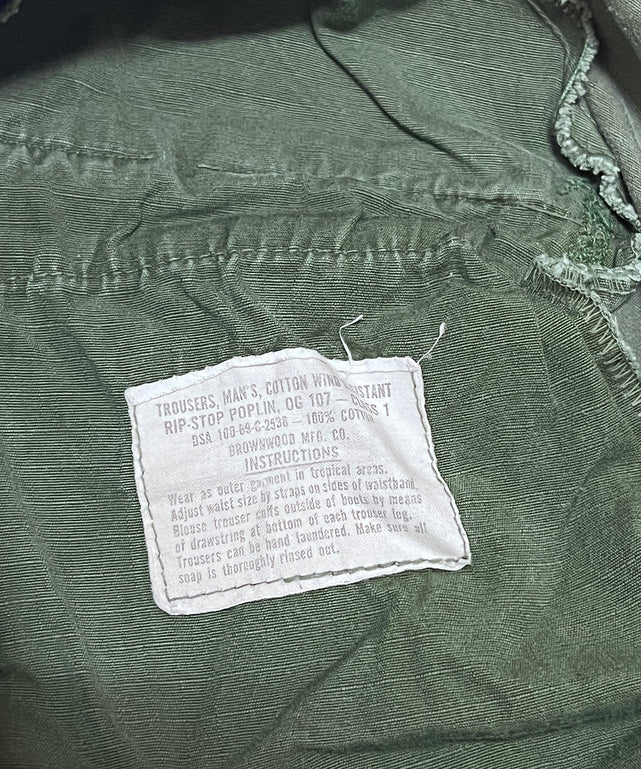 TROUSERS, MAN'S, COTTON WIND RESISTANT
RIP-STOP POPLIN, OG 107 — CLASS 1
DSA 100-69-C-2536 — 100% COTTON
BROWNWOOD MFG. CO.
INSTRUCTIONS
Wear as outer garment in tropical areas.
Adjust waist size by straps on sides of waistband.
Blouse trouser cuffs outside of boots by means
of drawstring at bottom of each trouser leg.
Trousers can be hand laundered. Make sure all
soap is thoroughly rinsed out.